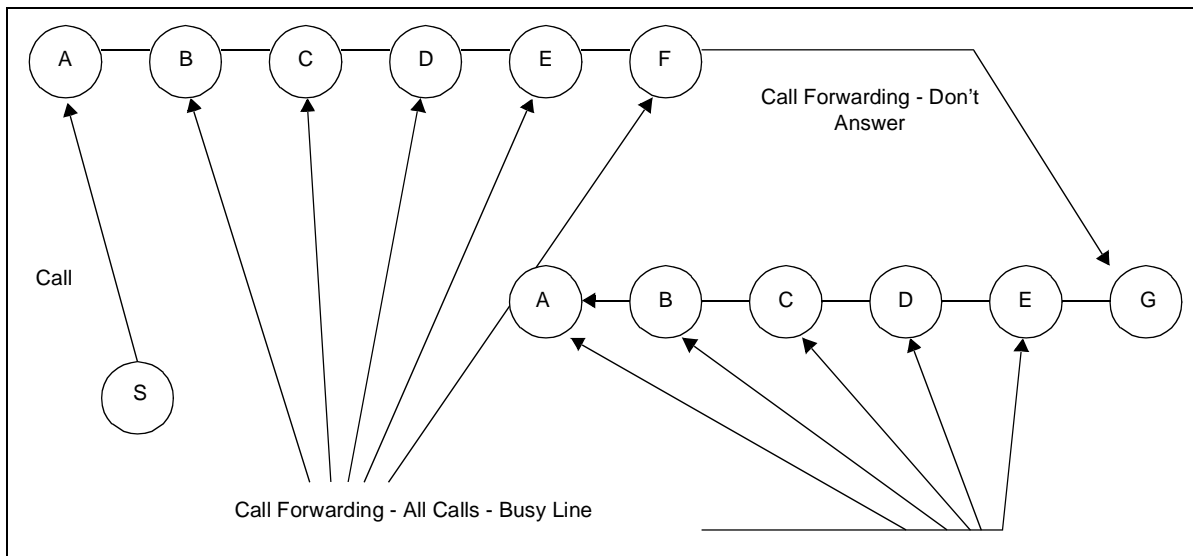 A B C D E F
Call Forwarding - Don't
Answer
Call
A B C D E G
S
Call Forwarding - All Calls - Busy Line